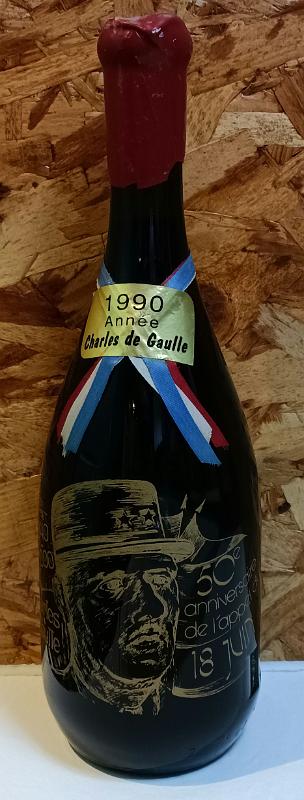 1990
Année
Charles de Gaulle
50e
anniversaire
de l'appel
18 juin